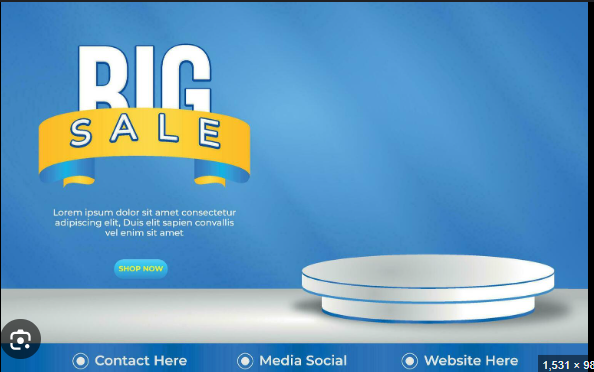 BIG
SALE
Lorem ipsum dolor sit amet consectetur
adipiscing elit, Duis elit sapien convallis
vel enim sit amet
SHOP NOW
Contact Here
Media Social
Website Here
1,531 × 98